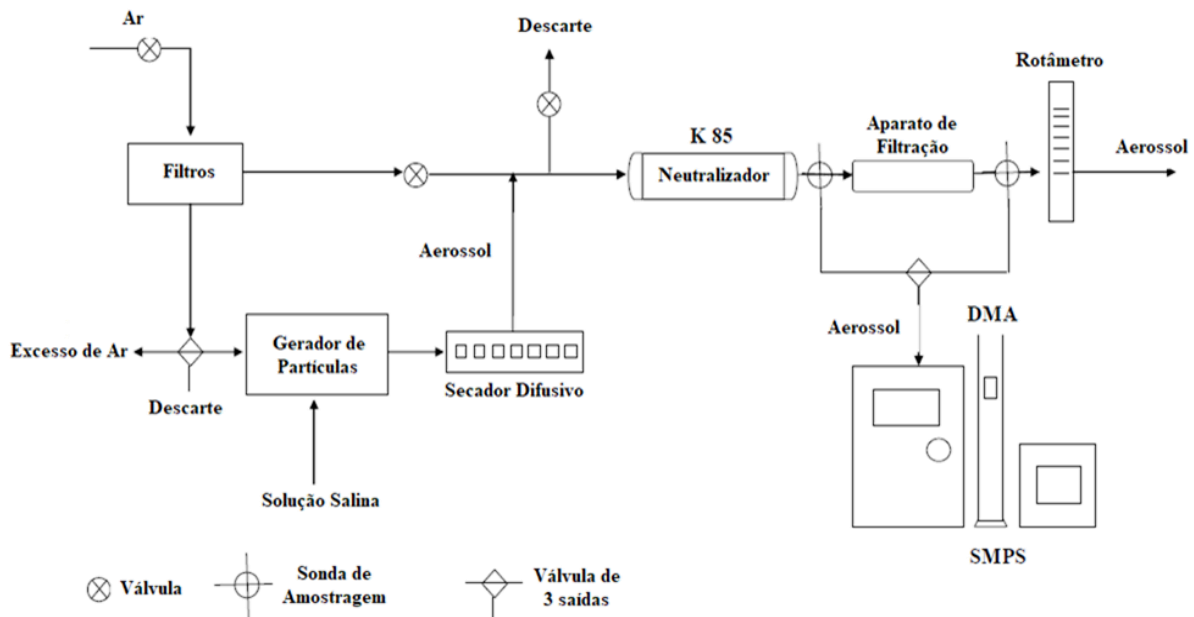 Ar
Descarte
Rotâmetro
K 85
Aparato de
Filtração
Filtros
Neutralizador
Aerossol
Aerossol
Aerossol
DMA
Excesso de Ar
Gerador de
Partículas
Secador Difusivo
Descarte
Solução Salina
SMPS
Válvula
Sonda de
Amostragem
Válvula de
3 saídas